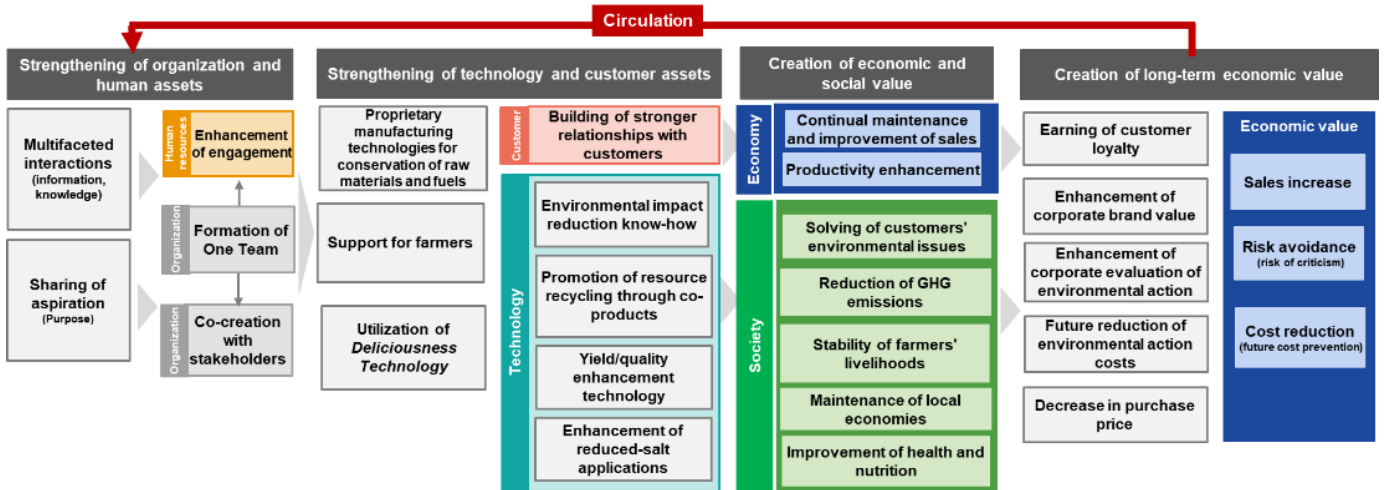 Circulation
Strengthening of organization and
human assets
Strengthening of technology and customer assets
Creation of economic and
social value
Creation of long-term economic value
Multifaceted
interactions
(information,
knowledge)
Sharing of
aspiration
(Purpose)
Human
resources
Enhancement
of engagement
Organization
Formation of
One Team
Organization
Co-creation
with
stakeholders
Proprietary
manufacturing
technologies for
conservation of raw
materials and fuels
Support for farmers
Utilization of
Deliciousness
Technology
Customer
Building of stronger
relationships with
customers
Technology
Environmental impact
reduction know-how
Promotion of resource
recycling through co-
products
Yield/quality
enhancement
technology
Enhancement of
reduced-salt
applications
Economy
Continual maintenance
and improvement of sales
Productivity enhancement
Society
Solving of customers'
environmental issues
Reduction of GHG
emissions
Stability of farmers'
livelihoods
Maintenance of local
economies
Improvement of health and
nutrition
Earning of customer
loyalty
Enhancement of
corporate brand value
Enhancement of
corporate evaluation of
environmental action
Future reduction of
environmental action
costs
Decrease in purchase
price
Economic value
Sales increase
Risk avoidance
(risk of criticism)
Cost reduction
(future cost prevention)